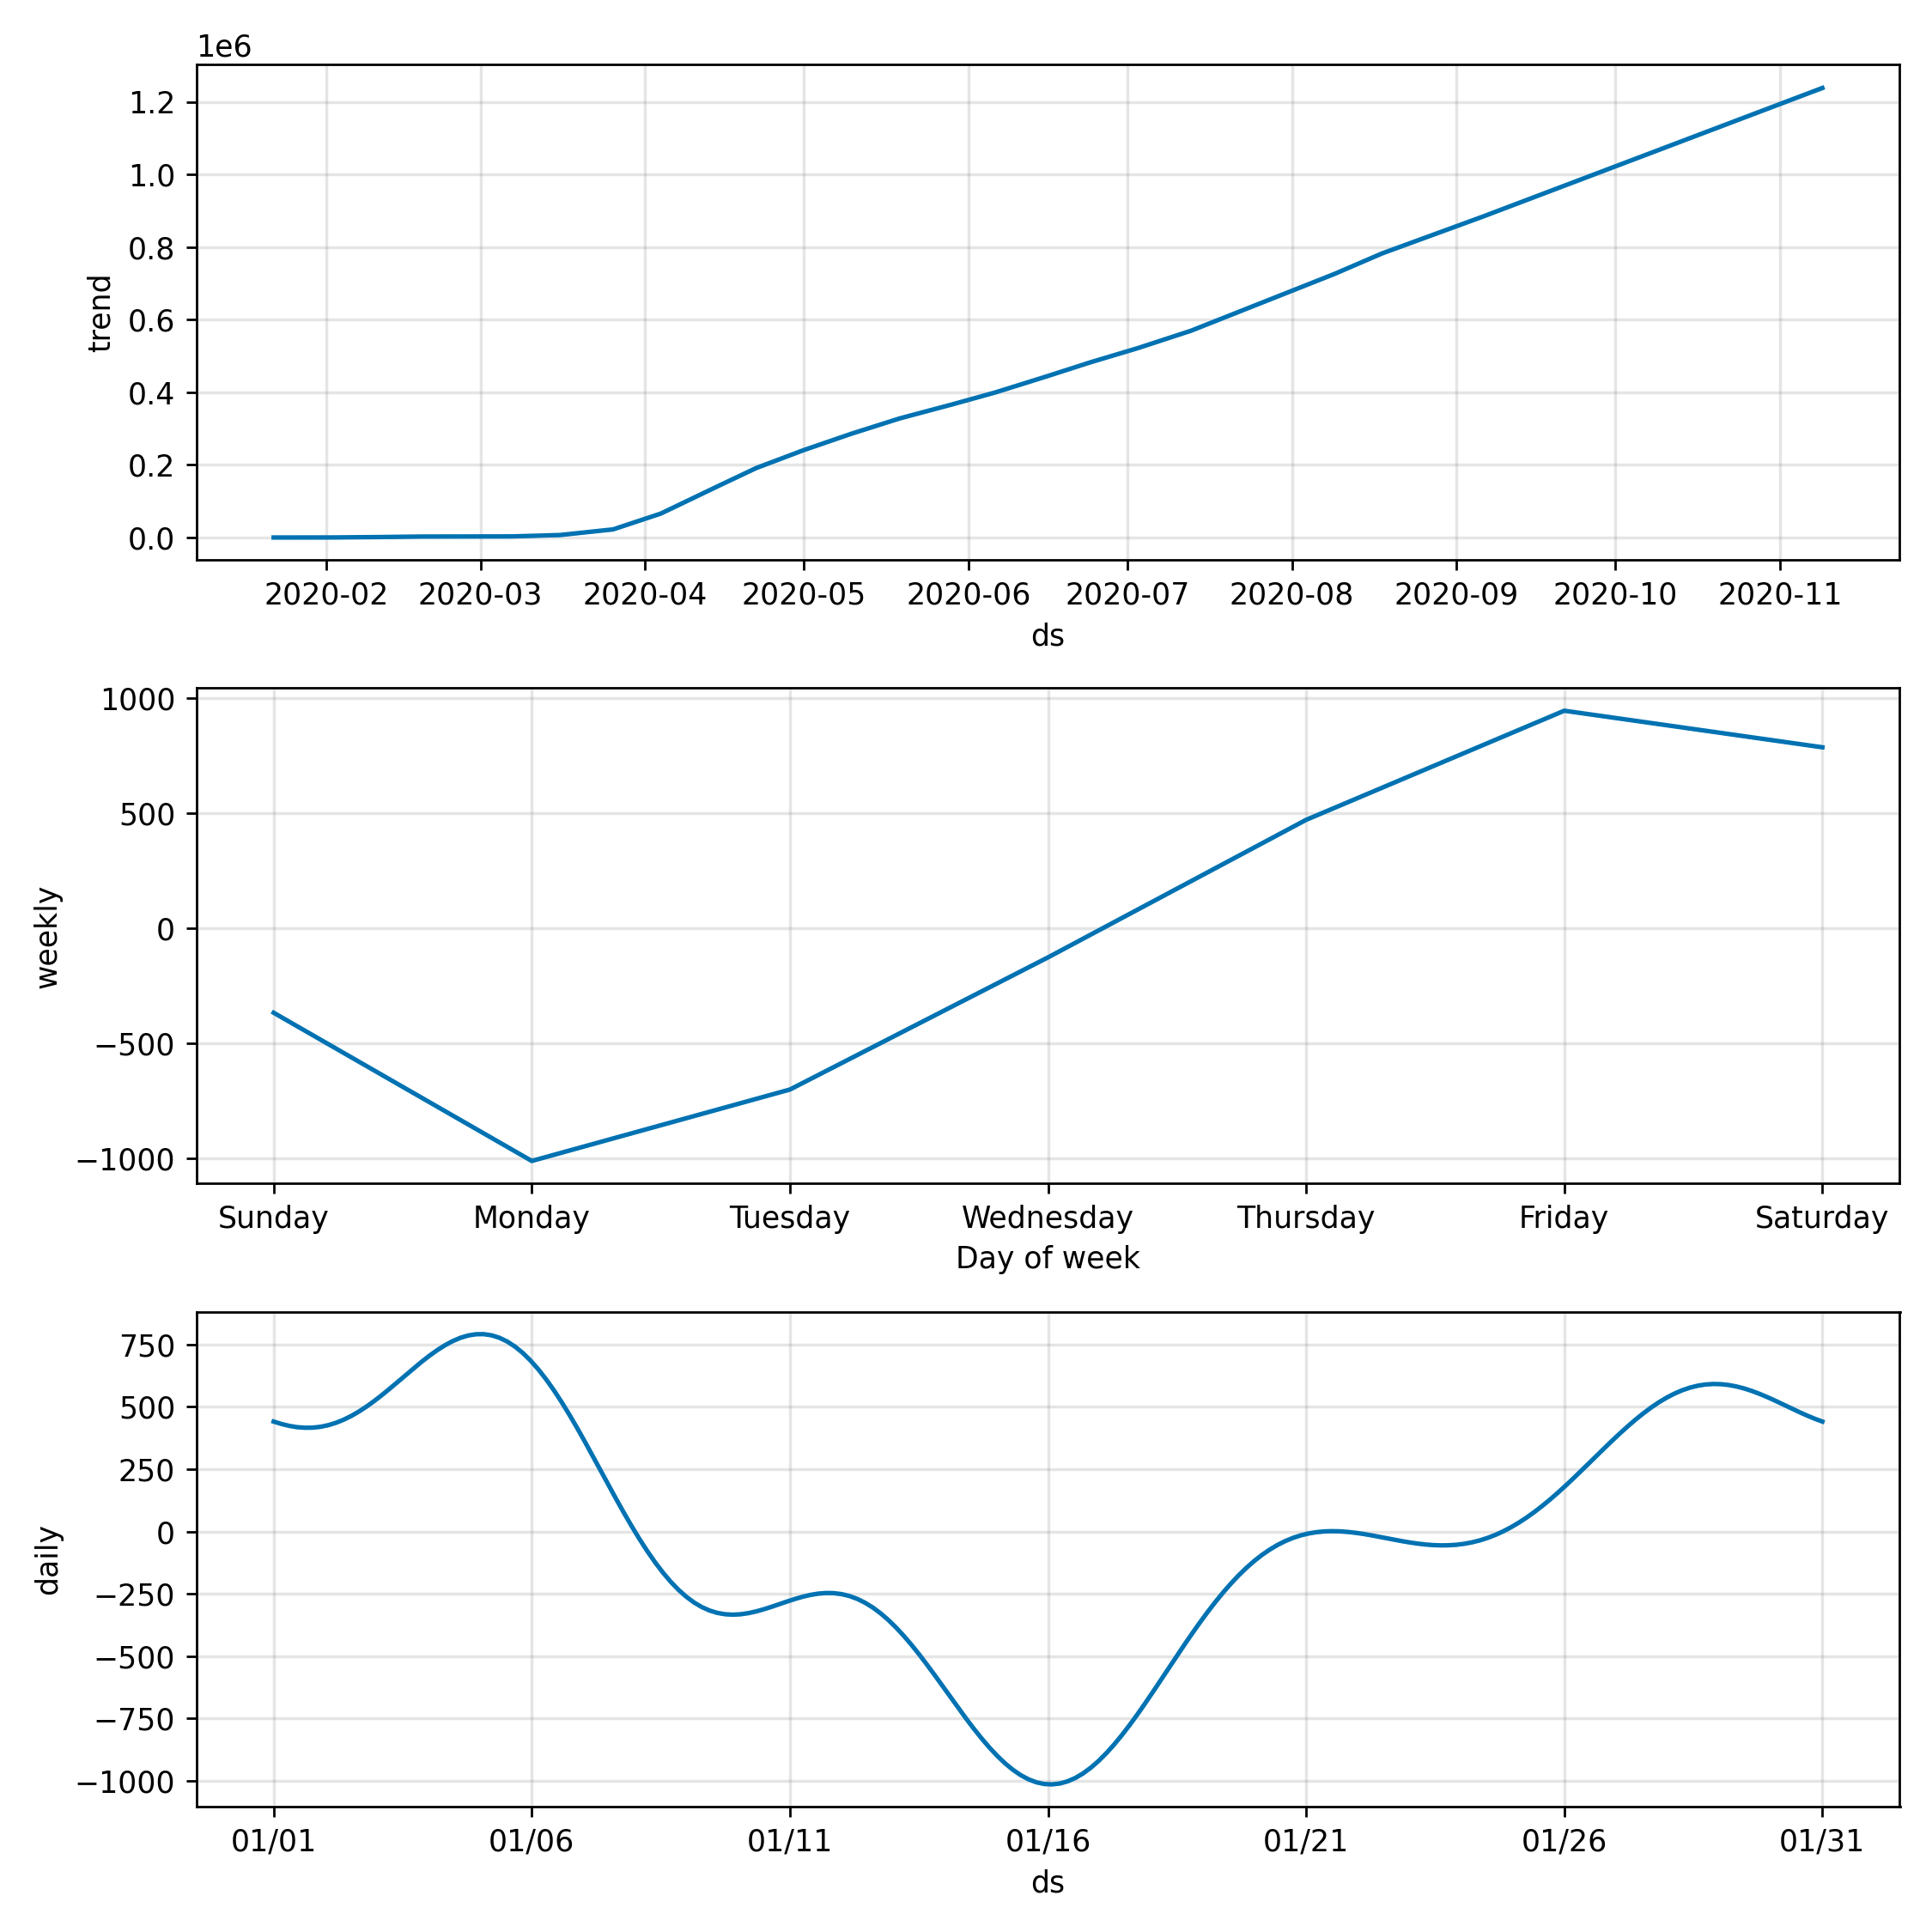 1e6
1.2
1.0
0.8
0.6
0.4
0.2
0.0
trend
2020-02 2020-03 2020-04 2020-05 2020-06 2020-07 2020-08 2020-09 2020-10 2020-11
ds
1000
500
0
−500
−1000
weekly
Sunday Monday Tuesday Wednesday Thursday Friday Saturday
Day of week
750
500
250
0
−250
−500
−750
−1000
daily
01/01 01/06 01/11 01/16 01/21 01/26 01/31
ds